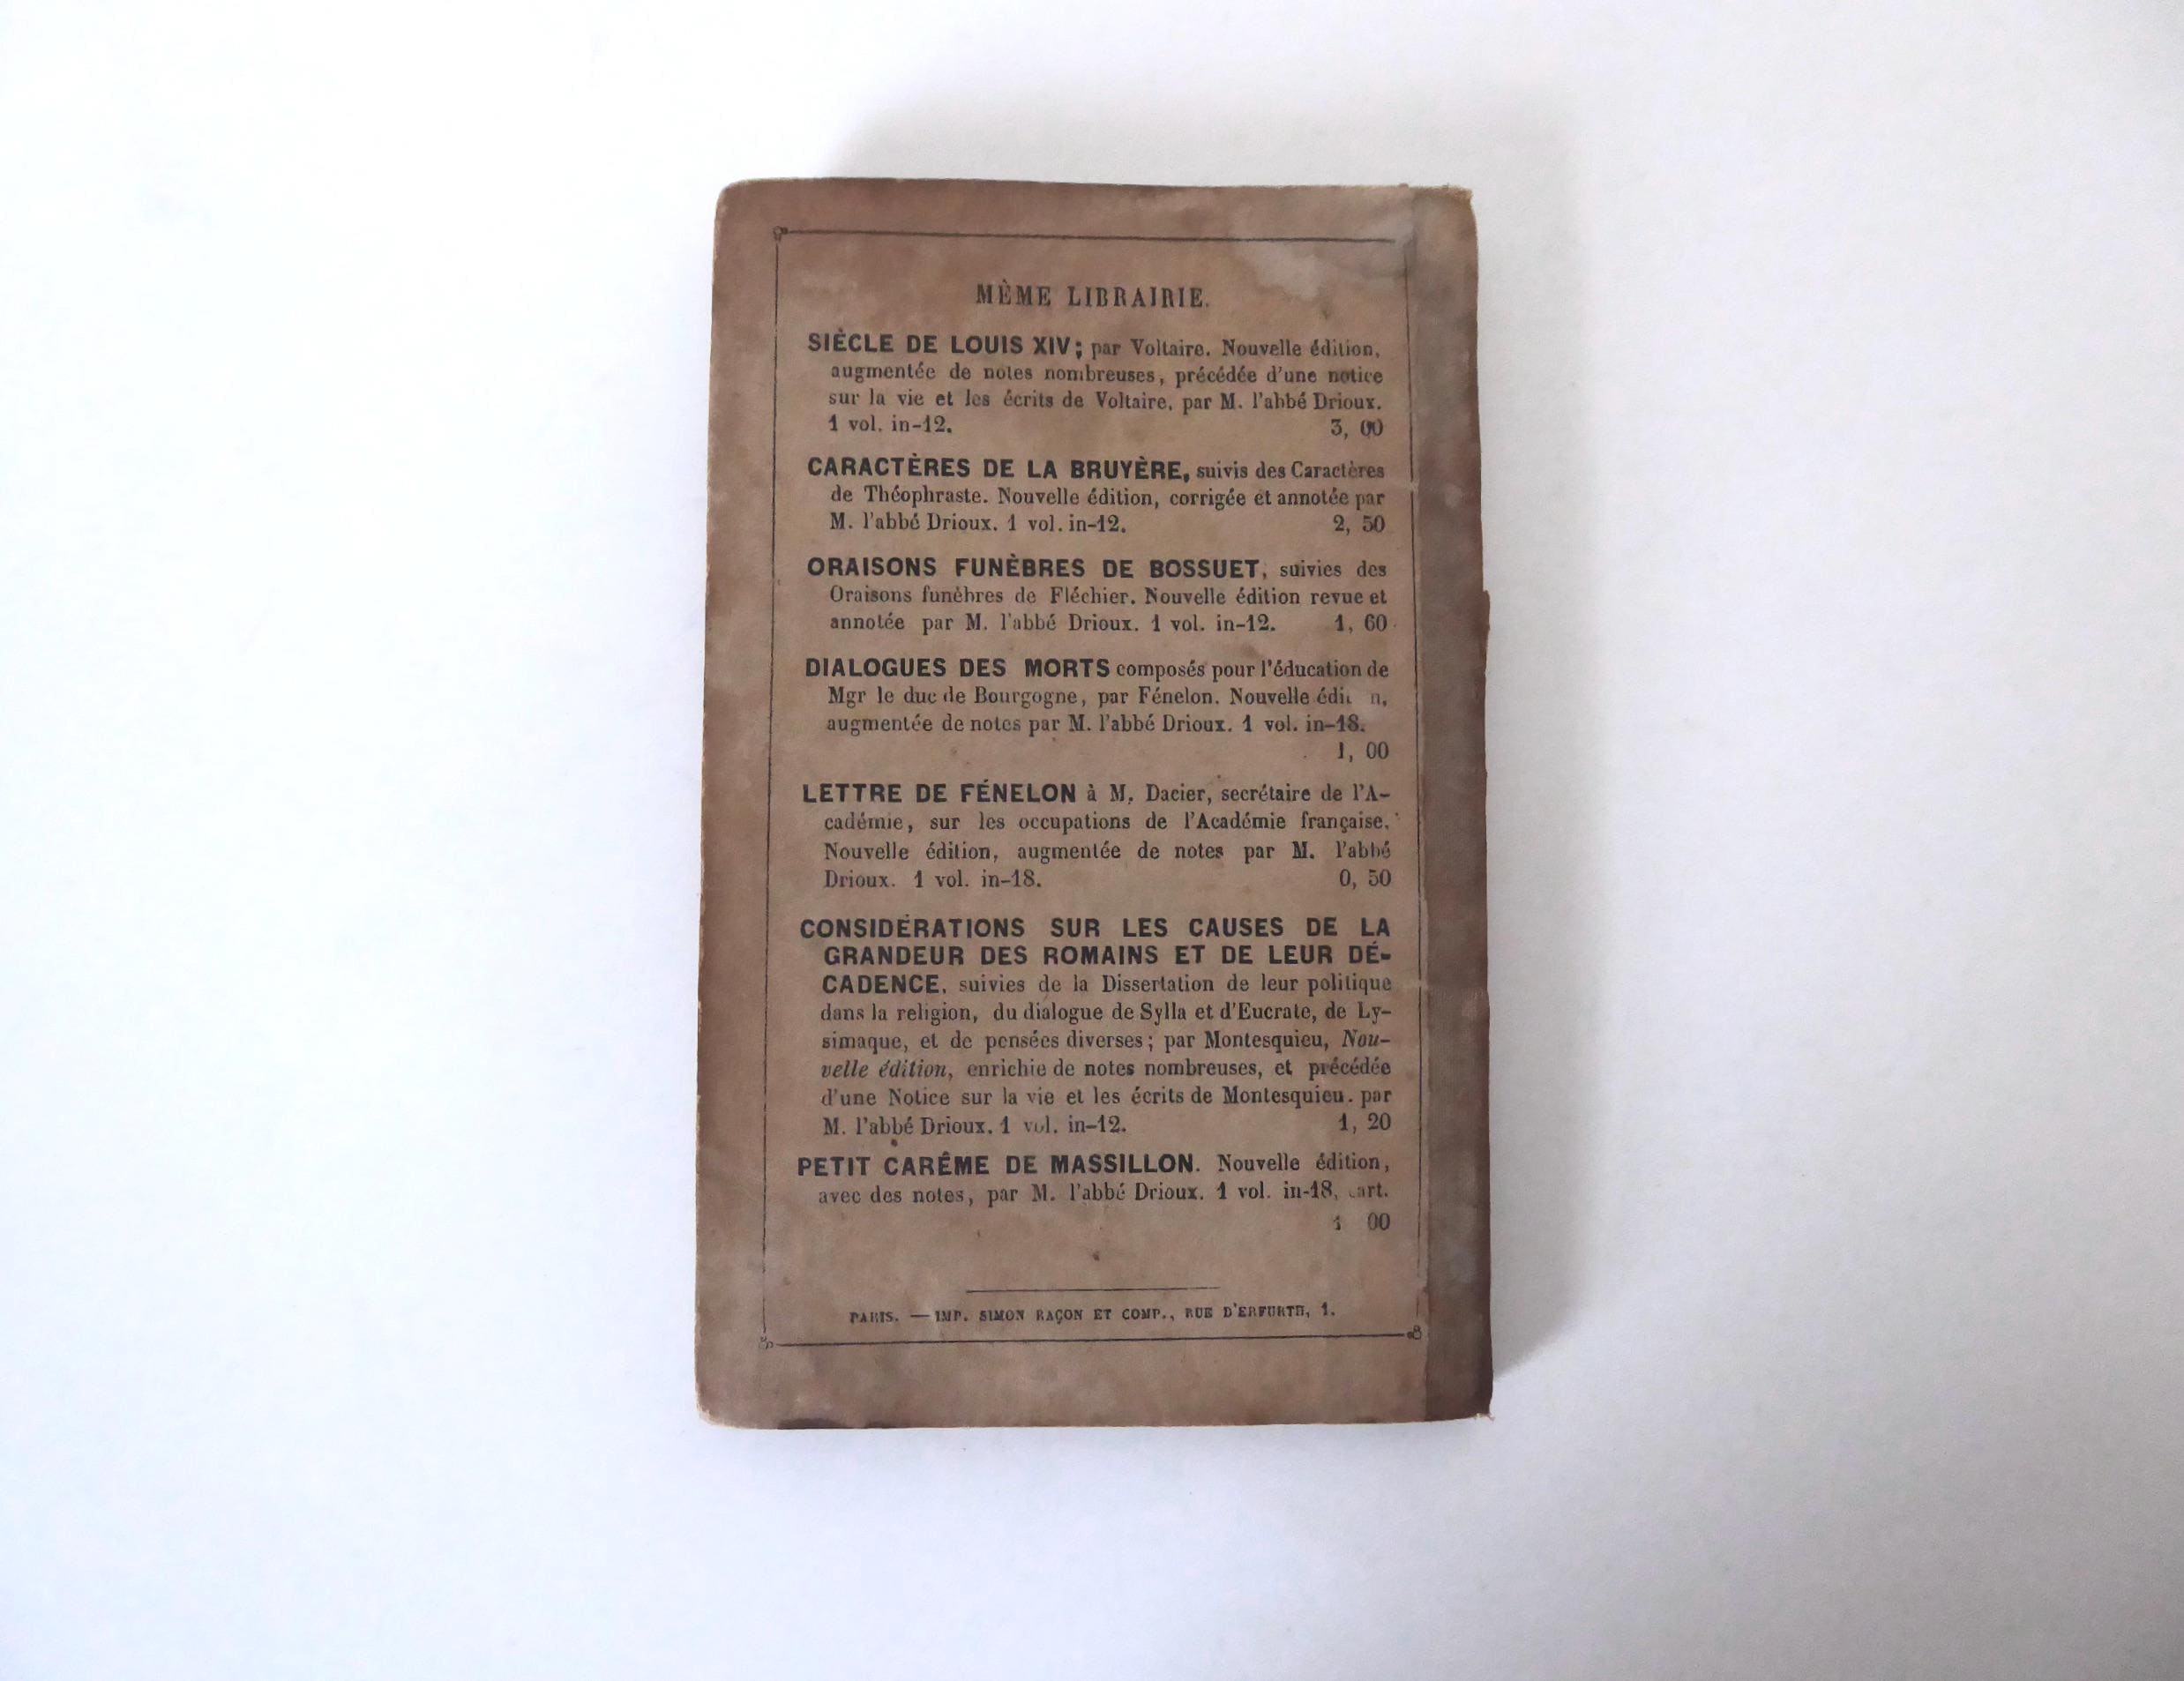 MÊME LIBRAIRIE.
SIÈCLE DE LOUIS XIV; par Voltaire. Nouvelle édition,
augmentée de notes nombreuses, précédée d'une notice
sur la vie et les écrits de Voltaire, par M. l'abbé Drioux.
1 vol. in-12. 3, 00
CARACTÈRES DE LA BRUYÈRE, suivis des Caractères
de Théophraste. Nouvelle édition, corrigée et annotée par
M. l'abbé Drioux. 1 vol. in-12. 2, 50
ORAISONS FUNÈBRES DE BOSSUET, suivies des
Oraisons funèbres de Fléchier. Nouvelle édition revue et
annotée par M. l'abbé Drioux. 1 vol. in-12. 1, 60
DIALOGUES DES MORTS composés pour l'éducation de
Mgr le duc de Bourgogne, par Fénelon. Nouvelle
augmentée de notes par M. l'abbé Drioux. 1 vol. in-18.
1, 00
LETTRE DE FÉNELON à M. Dacier, secrétaire de l'A-
cadémie, sur les occupations de l'Académie française.
Nouvelle édition, augmentée de notes par M. l'abbé
Drioux. 1 vol. in-18. 0, 50
CONSIDÉRATIONS SUR LES CAUSES DE LA
GRANDEUR DES ROMAINS ET DE LEUR DÉ-
CADENCE, suivies de la Dissertation de leur politique
dans la religion, du dialogue de Sylla et d'Eucrate, de Ly-
simaque, et de pensées diverses; par Montesquieu, Nou-
velle édition, enrichie de notes nombreuses, et précédée
d'une Notice sur la vie et les écrits de Montesquieu. par
M. l'abbé Drioux. 1 vol. in-12. 1, 20
PETIT CARÊME DE MASSILLON. Nouvelle édition,
avec des notes, par M. l'abbé Drioux. 1 vol. in-18,
1 00
PARIS. — IMP. SIMON RAÇON ET COMP., RUE D'ERFURTH, 1.